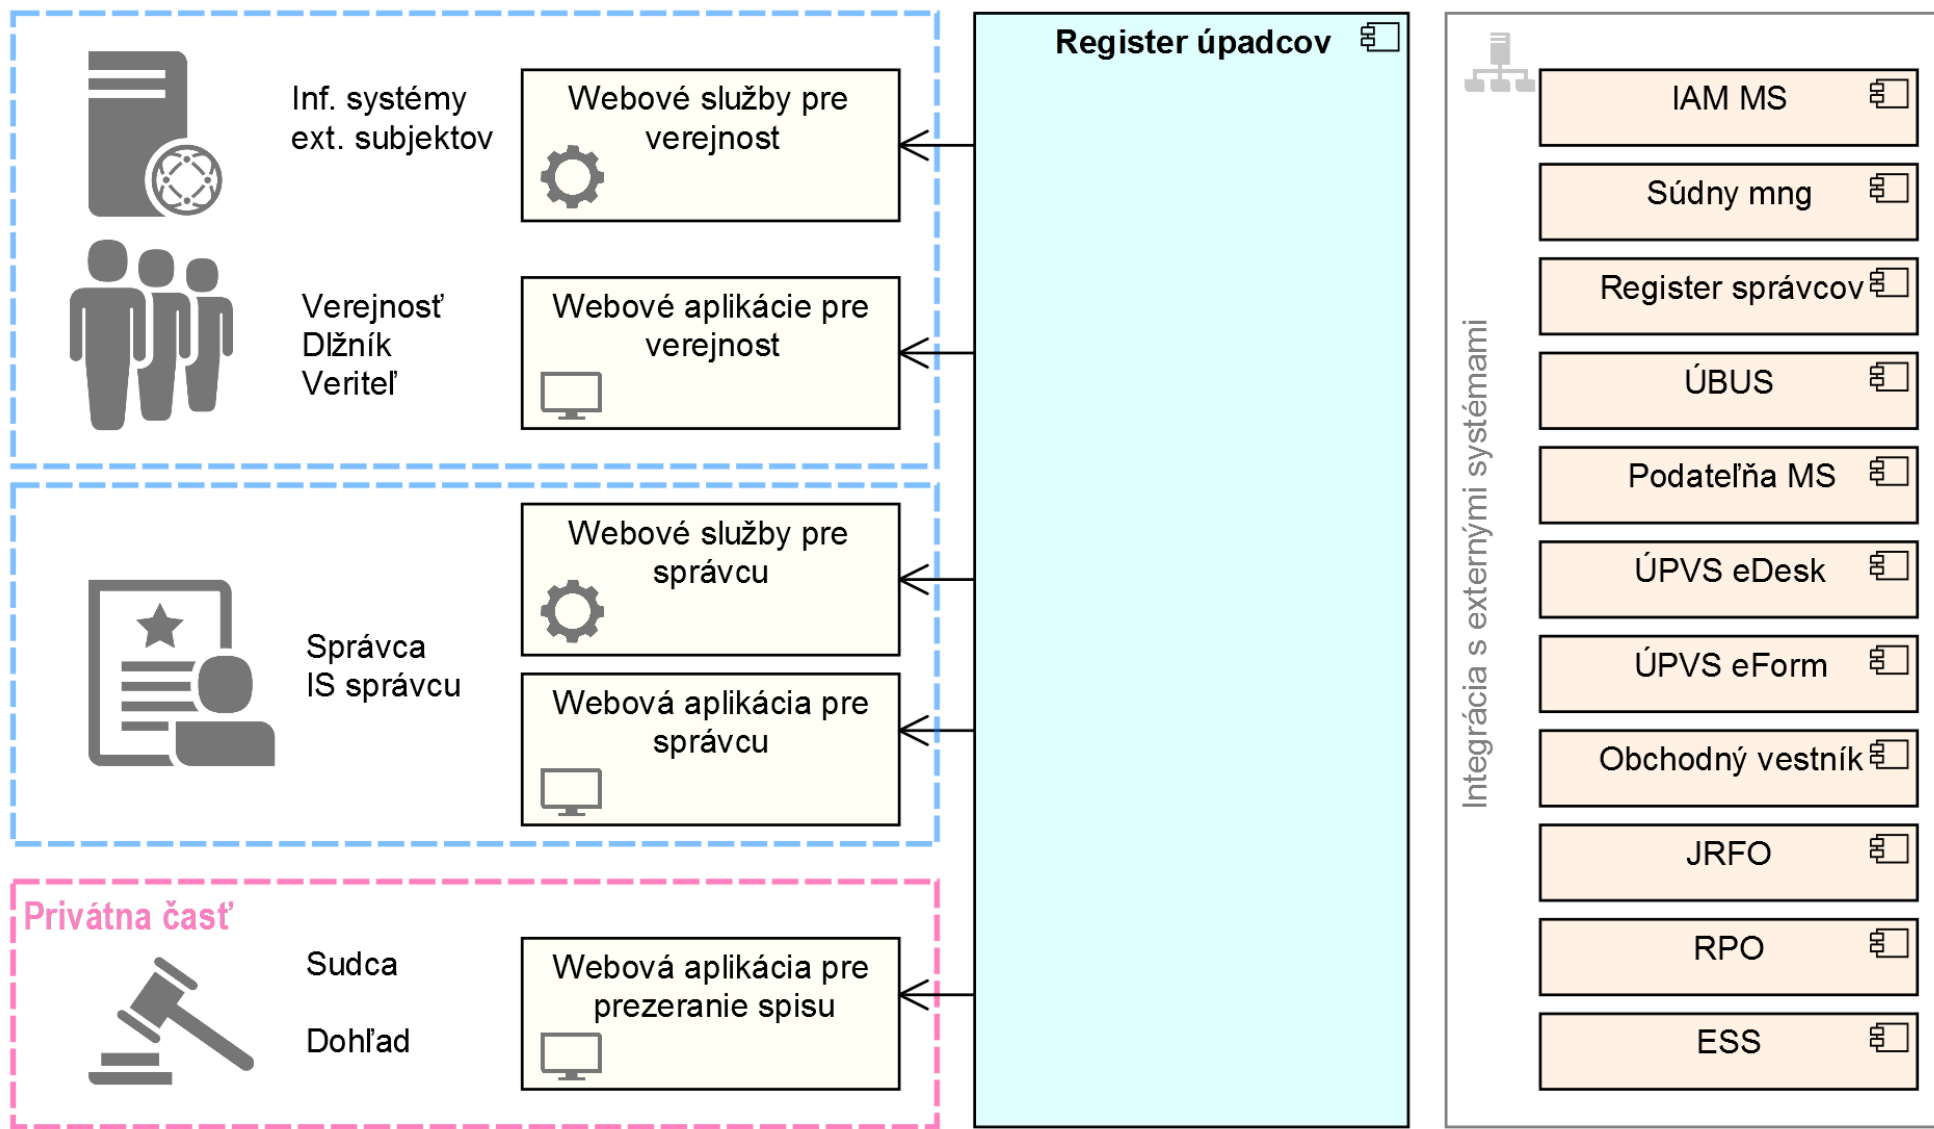 Inf. systémy
ext. subjektov
Webové služby pre
verejnost
Verejnosť
Dlžník
Veriteľ
Webové aplikácie pre
verejnost
Správca
IS správcu
Webové služby pre
správcu
Webová aplikácia pre
správcu
Privátna časť
Sudca
Dohľad
Webová aplikácia pre
prezeranie spisu
Register úpadcov
Integrácia s externými systémami
IAM MS
Súdny mng
Register správcov
ÚBUS
Podateľňa MS
ÚPVS eDesk
ÚPVS eForm
Obchodný vestník
JRFO
RPO
ESS